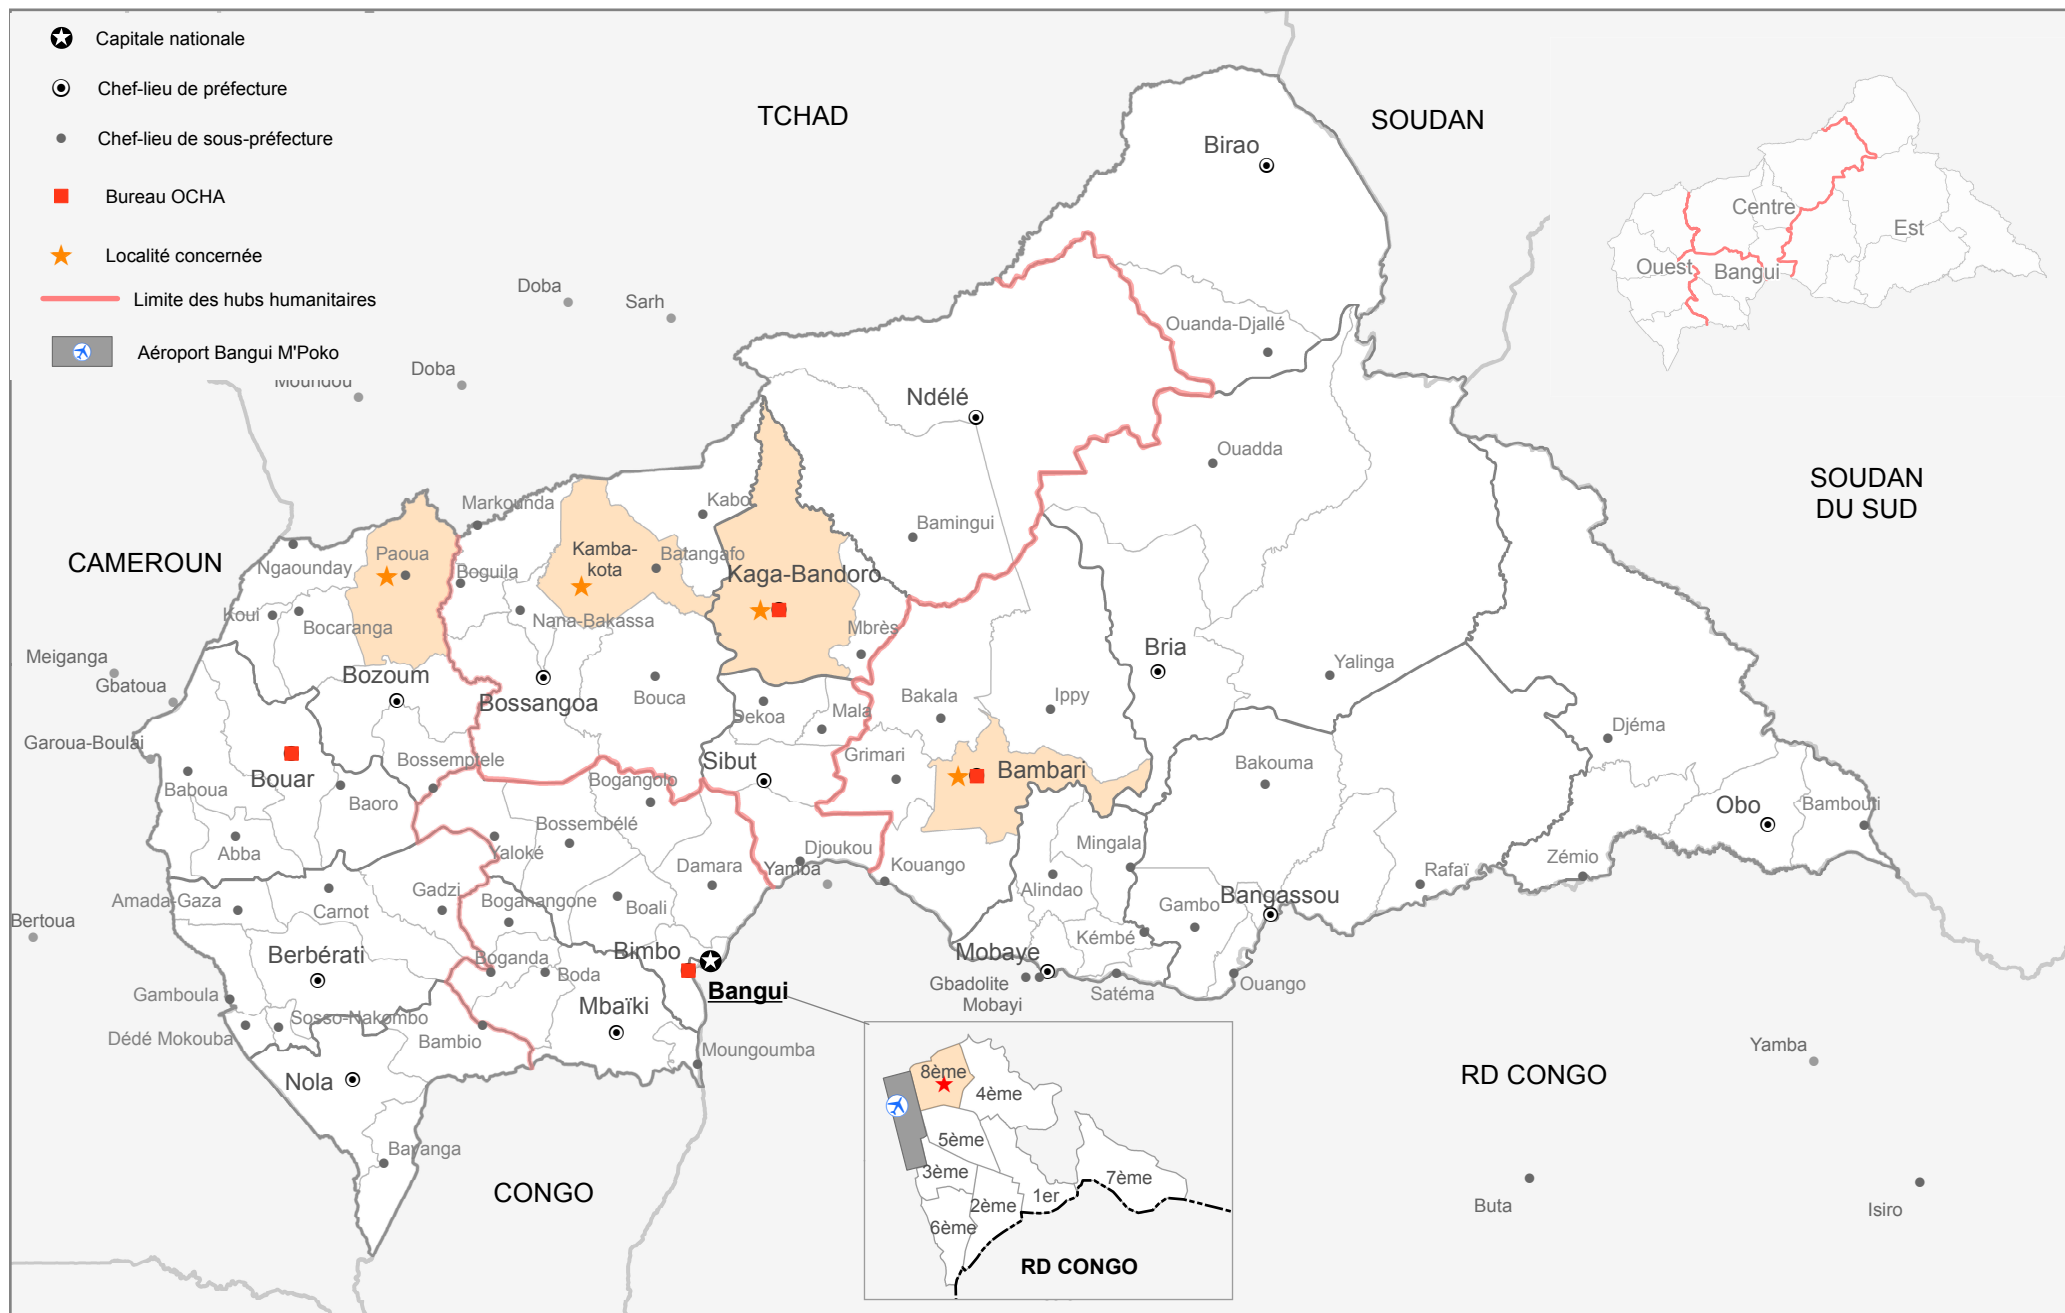 Capitale nationale
Chef-lieu de préfecture
Chef-lieu de sous-préfecture
Bureau OCHA
Localité concernée
Limite des hubs humanitaires
Aéroport Bangui M'Poko
TCHAD
SOUDAN
Birao
Centre
Est
Ouest
Bangui
Doba
Sarh
Ouanda-Djallé
Doba
Moundou
Ndélé
Ouadda
SOUDAN
DU SUD
Markounda
Kabo
Bamingui
CAMEROUN
Ngaounday
Paoua
Boguila
Kamba-
kota
Batangafo
Kaga-Bandoro
Koui
Bocaranga
Nana-Bakassa
Mbrès
Meiganga
Gbatoua
Bozoum
Bossangoa
Bouca
Bria
Yalinga
Bakala
Ippy
Dekoa
Mala
Djéma
Garoua-Boulai
Bossemptele
Bogangolo
Sibut
Grimari
Bambari
Bakouma
Baboua
Bouar
Baoro
Obo
Bambouti
Abba
Yaloké
Bossembélé
Damara
Djoukou
Yamba
Kouango
Mingala
Alindao
Zémio
Rafaï
Amada-Gaza
Carnot
Gadzi
Boganangone
Boali
Gambo
Bangassou
Bertoua
Berbérati
Boganda
Boda
Bimbo
Bangui
Mobaye
Kémbé
Gbadolite
Mobayi
Satéma
Ouango
Gamboula
Dédé Mokouba
Sosso-Nakombo
Bambio
Mbaïki
Moungoumba
Nola
Bayanga
CONGO
8ème
4ème
5ème
3ème
7ème
1er
2ème
6ème
RD CONGO
RD CONGO
Yamba
Buta
Isiro